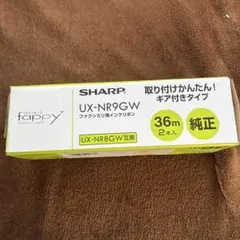 fappy
SHARP
UX-NR9GW
ファクシミリ用インクリボン
UX-NR8GW互換
取り付けかんたん!
ギア付きタイプ
36m
2本入
純正